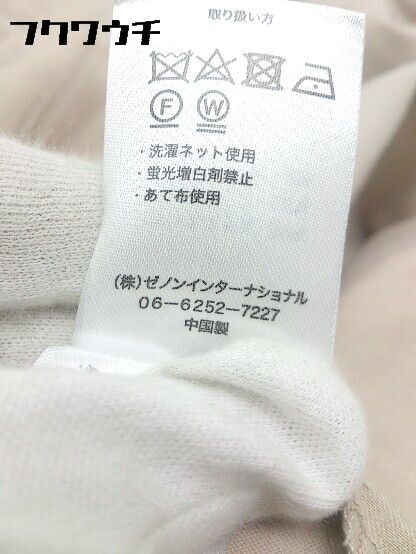 フクワウチ
取り扱い方
F W
・洗濯ネット使用
・蛍光増白剤禁止
・あて布使用
(株)ゼノンインターナショナル
06-6252-7227
中国製